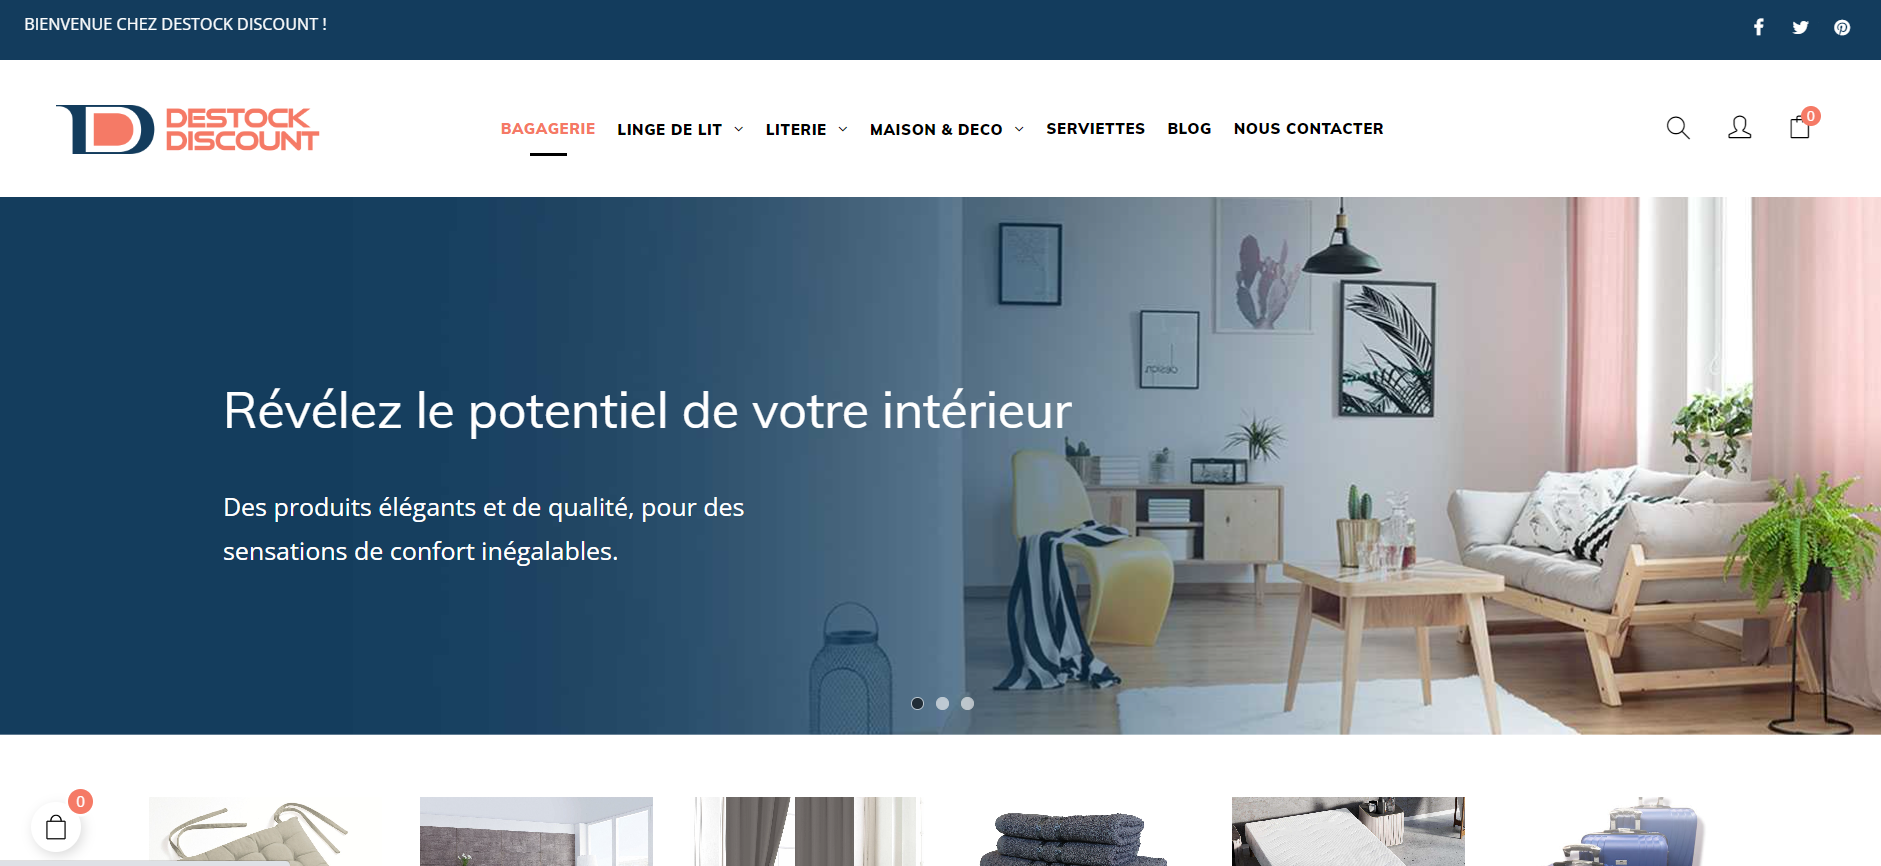 BIENVENUE CHEZ DESTOCK DISCOUNT !
DESTOCK
DISCOUNT
BAGAGERIE LINGE DE LIT LITERIE MAISON & DECO SERVIETTES BLOG NOUS CONTACTER
0
design
Révélez le potentiel de votre intérieur
Des produits élégants et de qualité, pour des
sensations de confort inégalables.
0